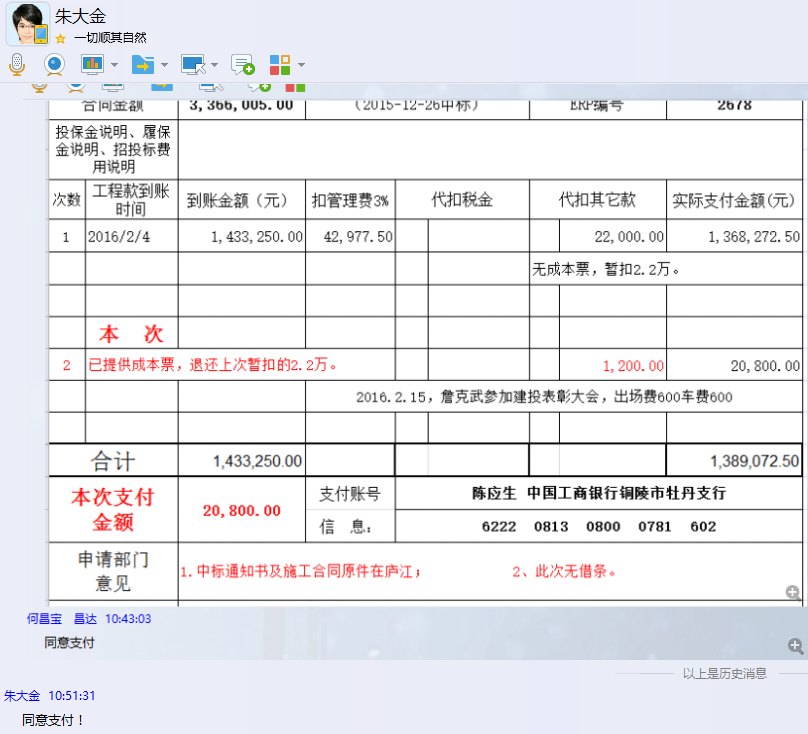 朱大金
一切顺其自然
合同金额 3,366,005.00 (2015-12-26中标) ERP编号 2678
投保金说明、履保
金说明、招投标费
用说明
次数 工程款到账时间 到账金额（元） 扣管理费3% 代扣税金 代扣其它款 实际支付金额(元)
1 2016/2/4 1,433,250.00 42,977.50 22,000.00 1,368,272.50
无成本票，暂扣2.2万。
本 次
2 已提供成本票，退还上次暂扣的2.2万。 1,200.00 20,800.00
2016.2.15，詹克武参加建投表彰大会，出场费600车费600
合计 1,433,250.00 1,389,072.50
本次支付金额 20,800.00 支付账号 陈应生 中国工商银行铜陵市牡丹支行
信 息： 6222 0813 0800 0781 602
申请部门意见 1.中标通知书及施工合同原件在庐江； 2、此次无借条。
何昌宝 昌达 10:43:03
同意支付
以上是历史消息
朱大金 10:51:31
同意支付！